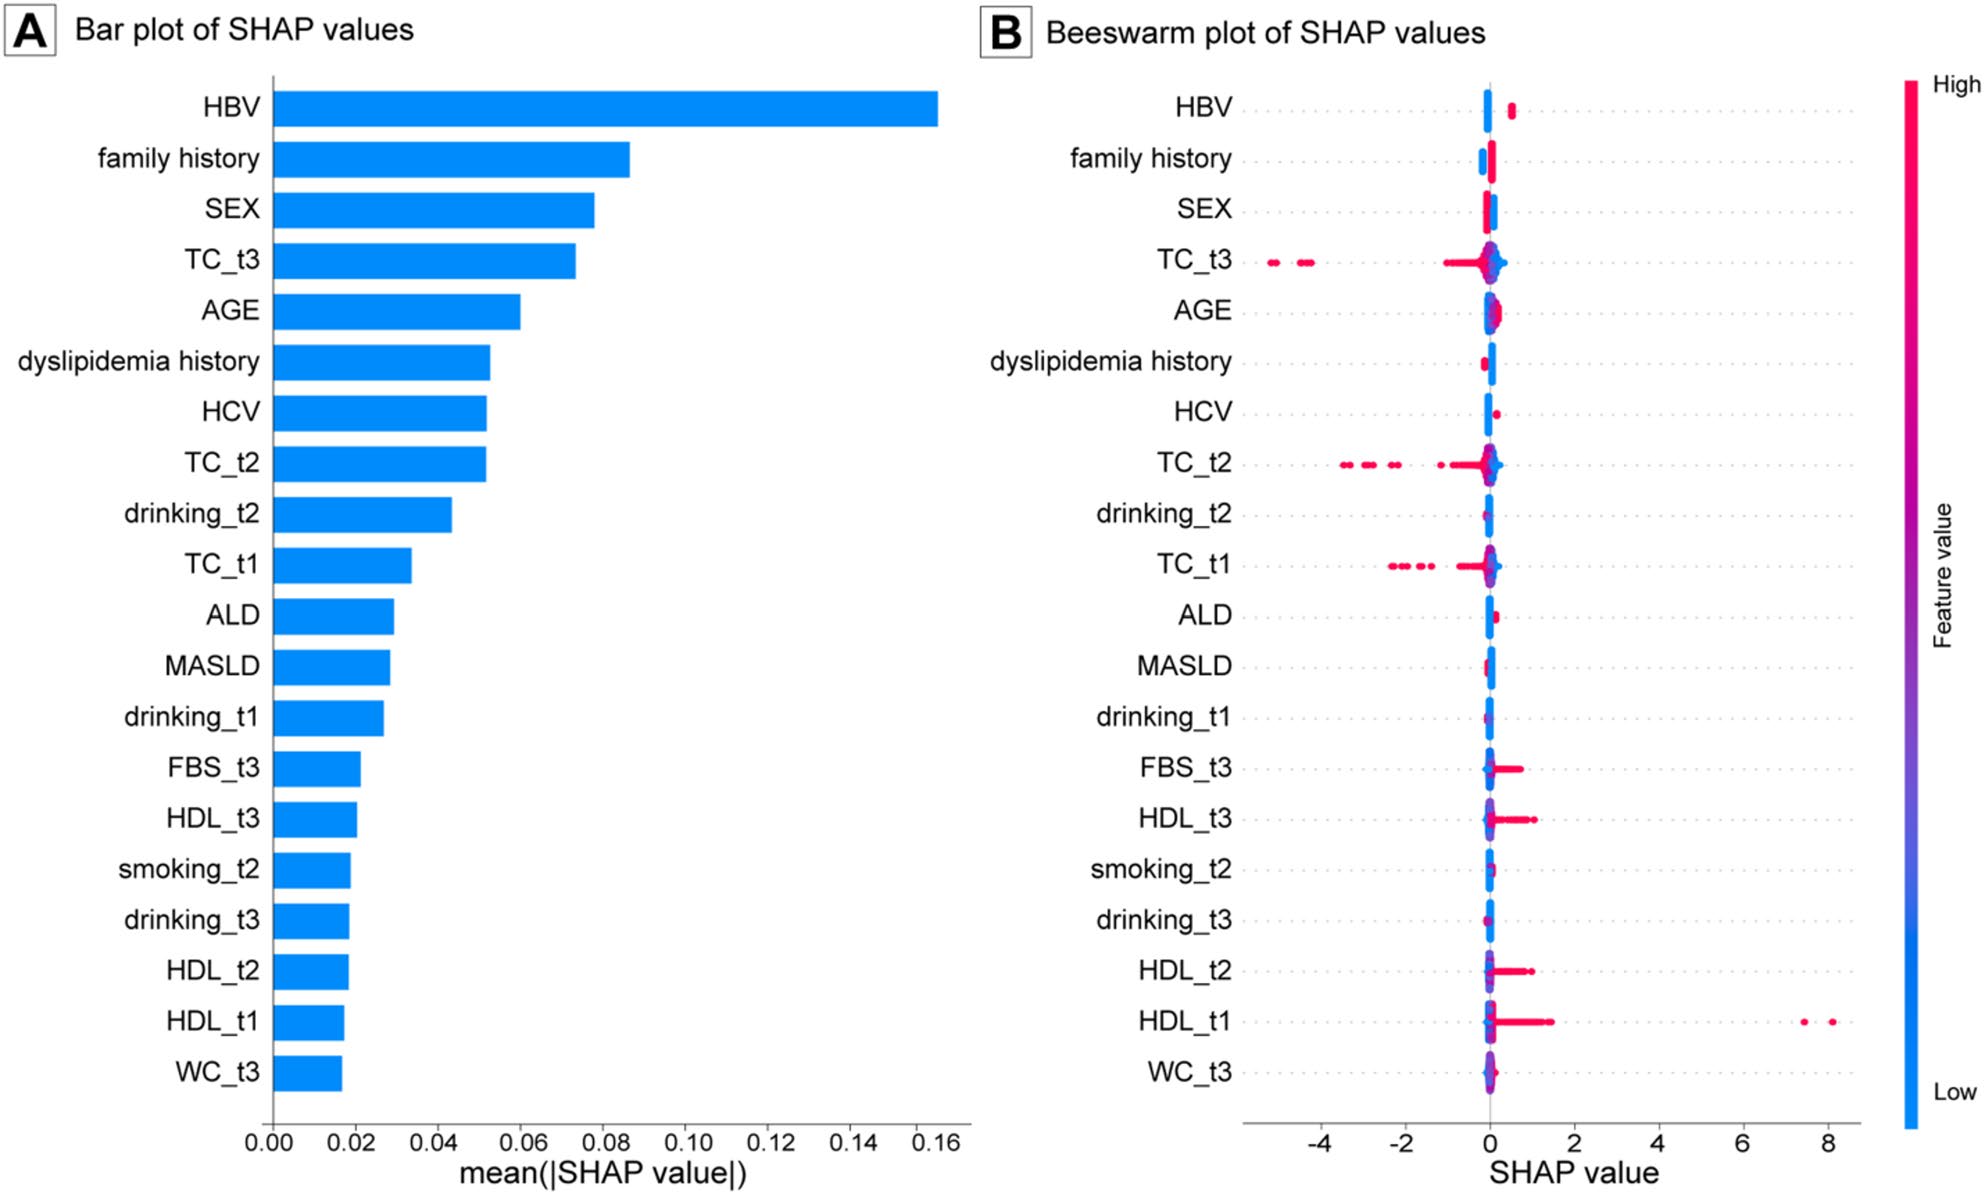 A Bar plot of SHAP values
HBV
family history
SEX
TC_t3
AGE
dyslipidemia history
HCV
TC_t2
drinking_t2
TC_t1
ALD
MASLD
drinking_t1
FBS_t3
HDL_t3
smoking_t2
drinking_t3
HDL_t2
HDL_t1
WC_t3
0.00 0.02 0.04 0.06 0.08 0.10 0.12 0.14 0.16
mean(|SHAP value|)
B Beeswarm plot of SHAP values
HBV
family history
SEX
TC_t3
AGE
dyslipidemia history
HCV
TC_t2
drinking_t2
TC_t1
ALD
MASLD
drinking_t1
FBS_t3
HDL_t3
smoking_t2
drinking_t3
HDL_t2
HDL_t1
WC_t3
-4 -2 0 2 4 6 8
SHAP value
High
Feature value
Low